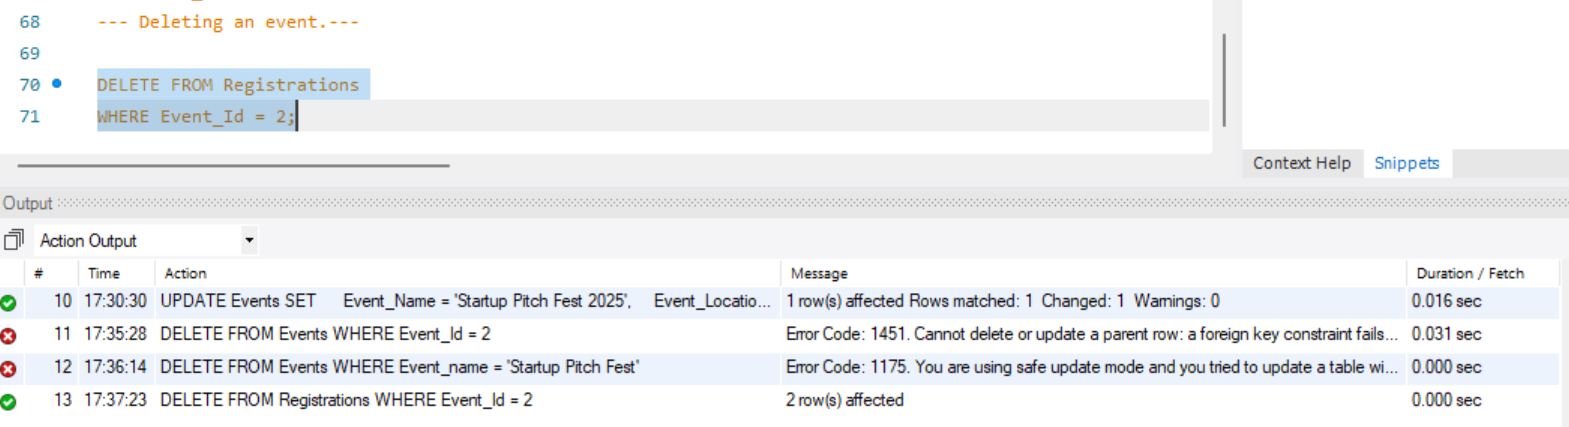 68 --- Deleting an event.---
69
70 DELETE FROM Registrations
71 WHERE Event_Id = 2;
Context Help Snippets
Output
Action Output
# Time Action Message Duration / Fetch
10 17:30:30 UPDATE Events SET Event_Name = 'Startup Pitch Fest 2025', Event_Locatio... 1 row(s) affected Rows matched: 1 Changed: 1 Warnings: 0 0.016 sec
11 17:35:28 DELETE FROM Events WHERE Event_Id = 2 Error Code: 1451. Cannot delete or update a parent row: a foreign key constraint fails... 0.031 sec
12 17:36:14 DELETE FROM Events WHERE Event_name = 'Startup Pitch Fest' Error Code: 1175. You are using safe update mode and you tried to update a table wi... 0.000 sec
13 17:37:23 DELETE FROM Registrations WHERE Event_Id = 2 2 row(s) affected 0.000 sec